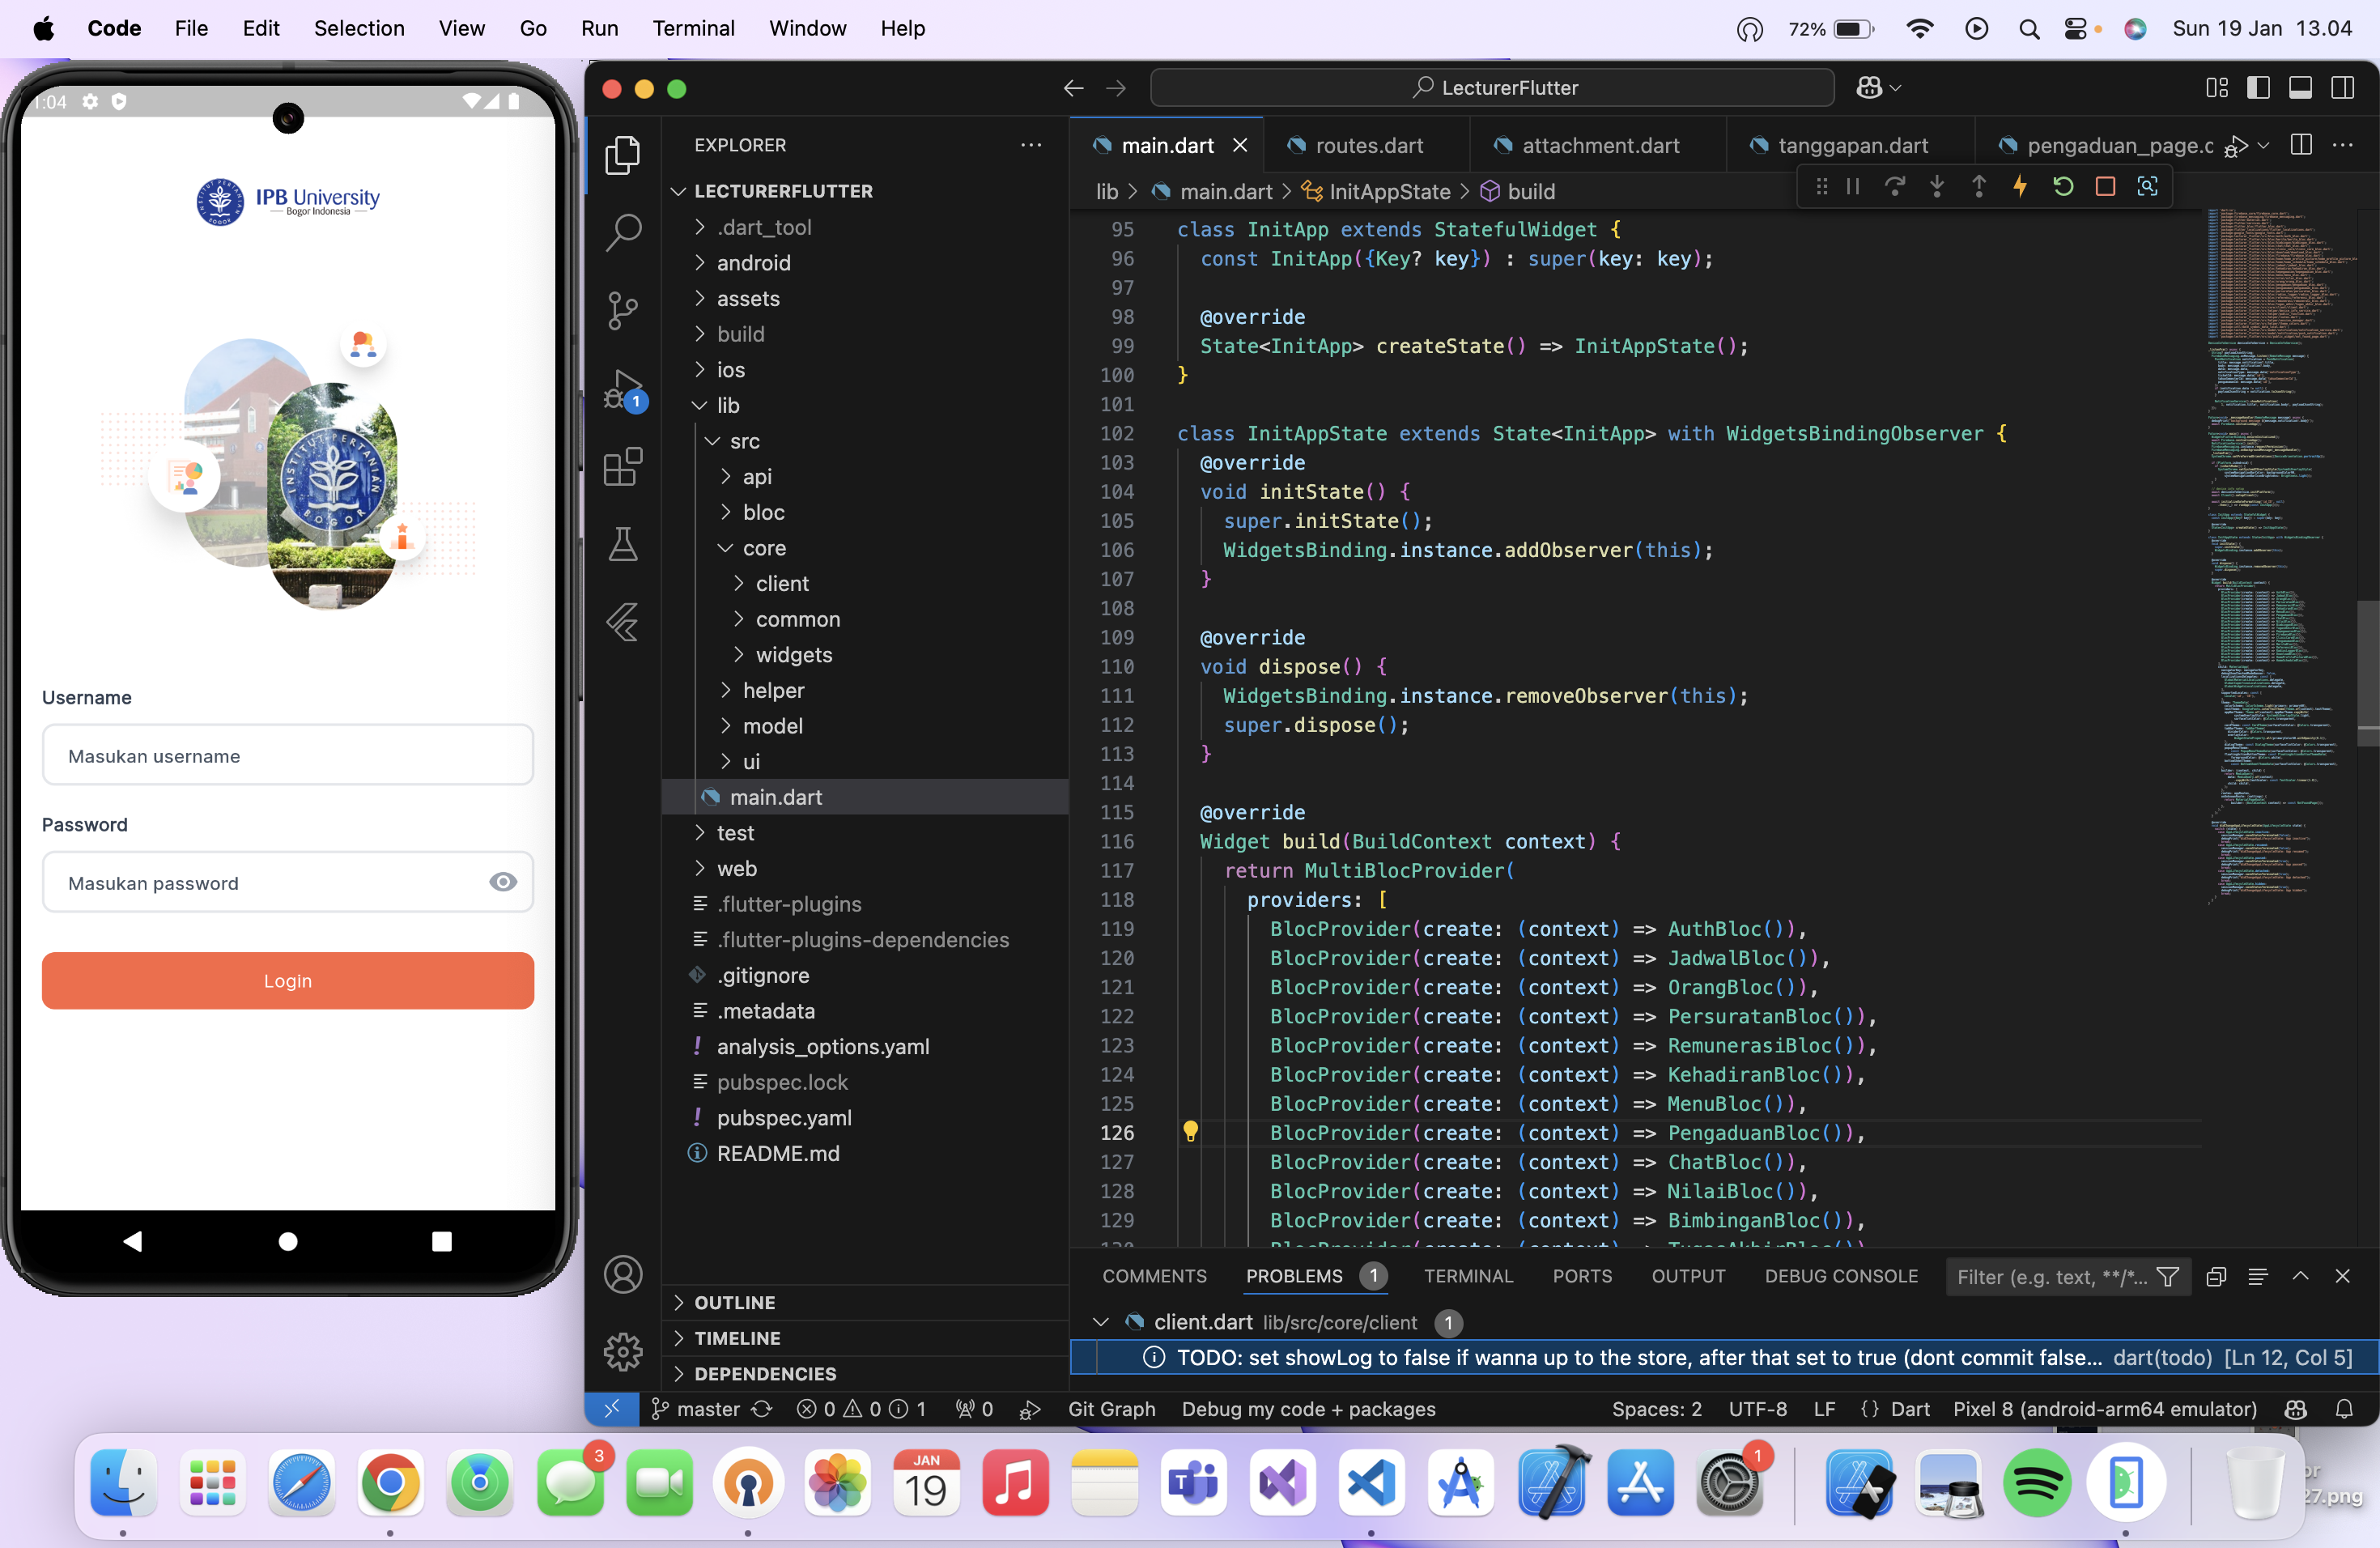 Code File Edit Selection View Go Run Terminal Window Help
72% Sun 19 Jan 13.04
1:04
IPB University
Bogor Indonesia
INSTITUT PERTANIAN
BOGOR
Username
Masukan username
Password
Masukan password
Login
LecturerFlutter
EXPLORER
LECTURERFLUTTER
.dart_tool
android
assets
build
ios
lib
src
api
bloc
core
client
common
widgets
helper
model
ui
main.dart
test
web
.flutter-plugins
.flutter-plugins-dependencies
.gitignore
.metadata
analysis_options.yaml
pubspec.lock
pubspec.yaml
README.md
OUTLINE
TIMELINE
DEPENDENCIES
1
main.dart routes.dart attachment.dart tanggapan.dart pengaduan_page.c
lib > main.dart > InitAppState > build
95 class InitApp extends StatefulWidget {
96 const InitApp({Key? key}) : super(key: key);
97
98 @override
99 State<InitApp> createState() => InitAppState();
100 }
101
102 class InitAppState extends State<InitApp> with WidgetsBindingObserver {
103 @override
104 void initState() {
105 super.initState();
106 WidgetsBinding.instance.addObserver(this);
107 }
108
109 @override
110 void dispose() {
111 WidgetsBinding.instance.removeObserver(this);
112 super.dispose();
113 }
114
115 @override
116 Widget build(BuildContext context) {
117 return MultiBlocProvider(
118 providers: [
119 BlocProvider(create: (context) => AuthBloc()),
120 BlocProvider(create: (context) => JadwalBloc()),
121 BlocProvider(create: (context) => OrangBloc()),
122 BlocProvider(create: (context) => PersuratanBloc()),
123 BlocProvider(create: (context) => RemunerasiBloc()),
124 BlocProvider(create: (context) => KehadiranBloc()),
125 BlocProvider(create: (context) => MenuBloc()),
126 BlocProvider(create: (context) => PengaduanBloc()),
127 BlocProvider(create: (context) => ChatBloc()),
128 BlocProvider(create: (context) => NilaiBloc()),
129 BlocProvider(create: (context) => BimbinganBloc()),
130 BlocProvider(create: (context) => TugasAkhirBloc()),
COMMENTS PROBLEMS 1 TERMINAL PORTS OUTPUT DEBUG CONSOLE Filter (e.g. text, **/*...
client.dart lib/src/core/client 1
TODO: set showLog to false if wanna up to the store, after that set to true (dont commit false... dart(todo) [Ln 12, Col 5]
master 0 0 1 0 Git Graph Debug my code + packages Spaces: 2 UTF-8 LF {} Dart Pixel 8 (android-arm64 emulator)
3
JAN
19
T
1
27.png